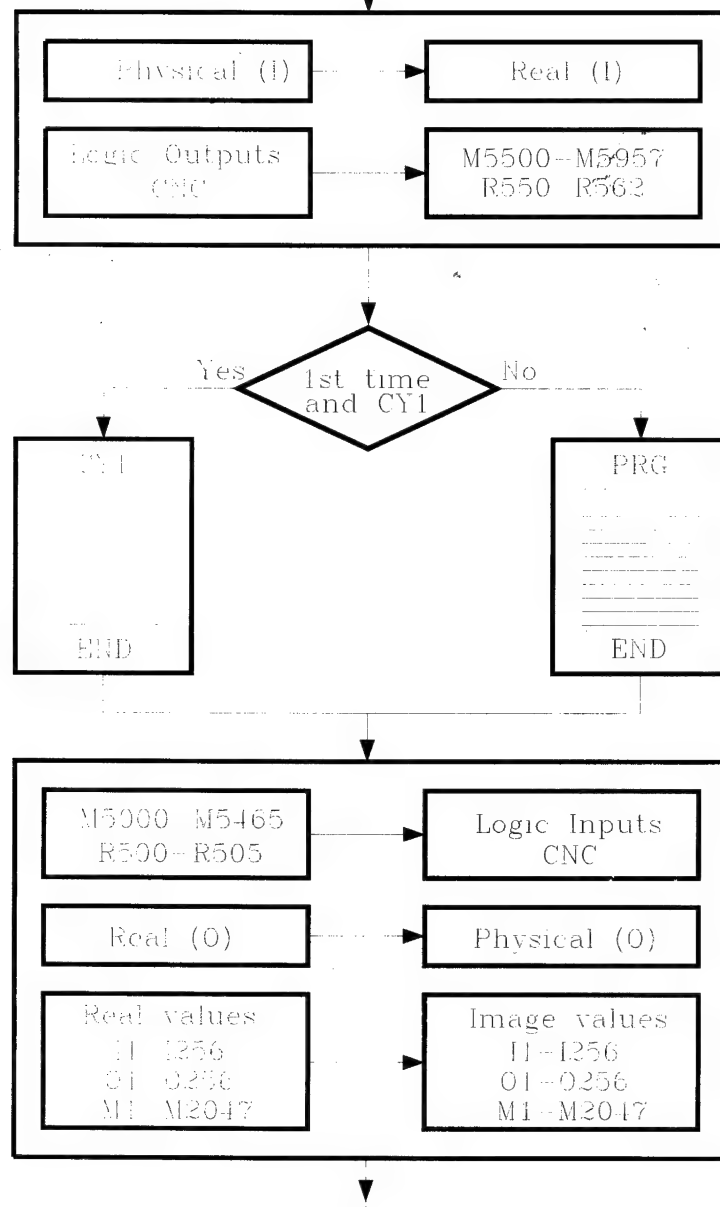 Physical (I)
Real (I)
Logic Outputs
CNC
M5500-M5957
R550 R562
Yes
1st time
and CY1
No
CY1
END
PRG
END
M5000 M5465
R500-R505
Logic Inputs
CNC
Real (O)
Physical (O)
Real values
I1 I256
O1 O256
M1 M2047
Image values
I1-I256
O1-O256
M1-M2047